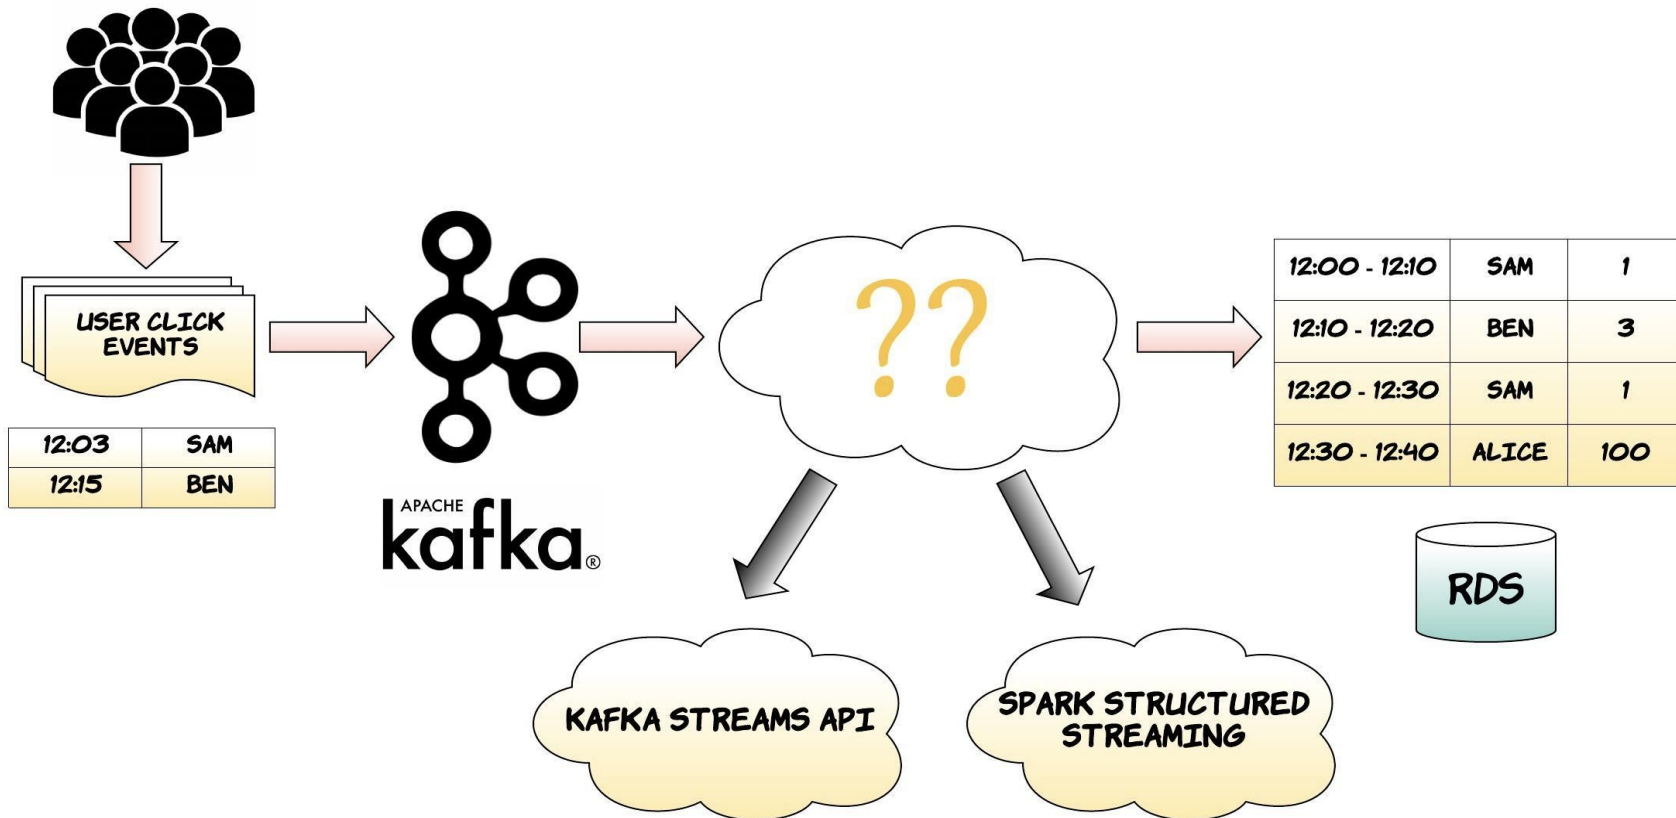 USER CLICK
EVENTS
12:03 SAM
12:15 BEN
APACHE
kafka®
??
12:00 - 12:10 SAM 1
12:10 - 12:20 BEN 3
12:20 - 12:30 SAM 1
12:30 - 12:40 ALICE 100
RDS
KAFKA STREAMS API
SPARK STRUCTURED
STREAMING